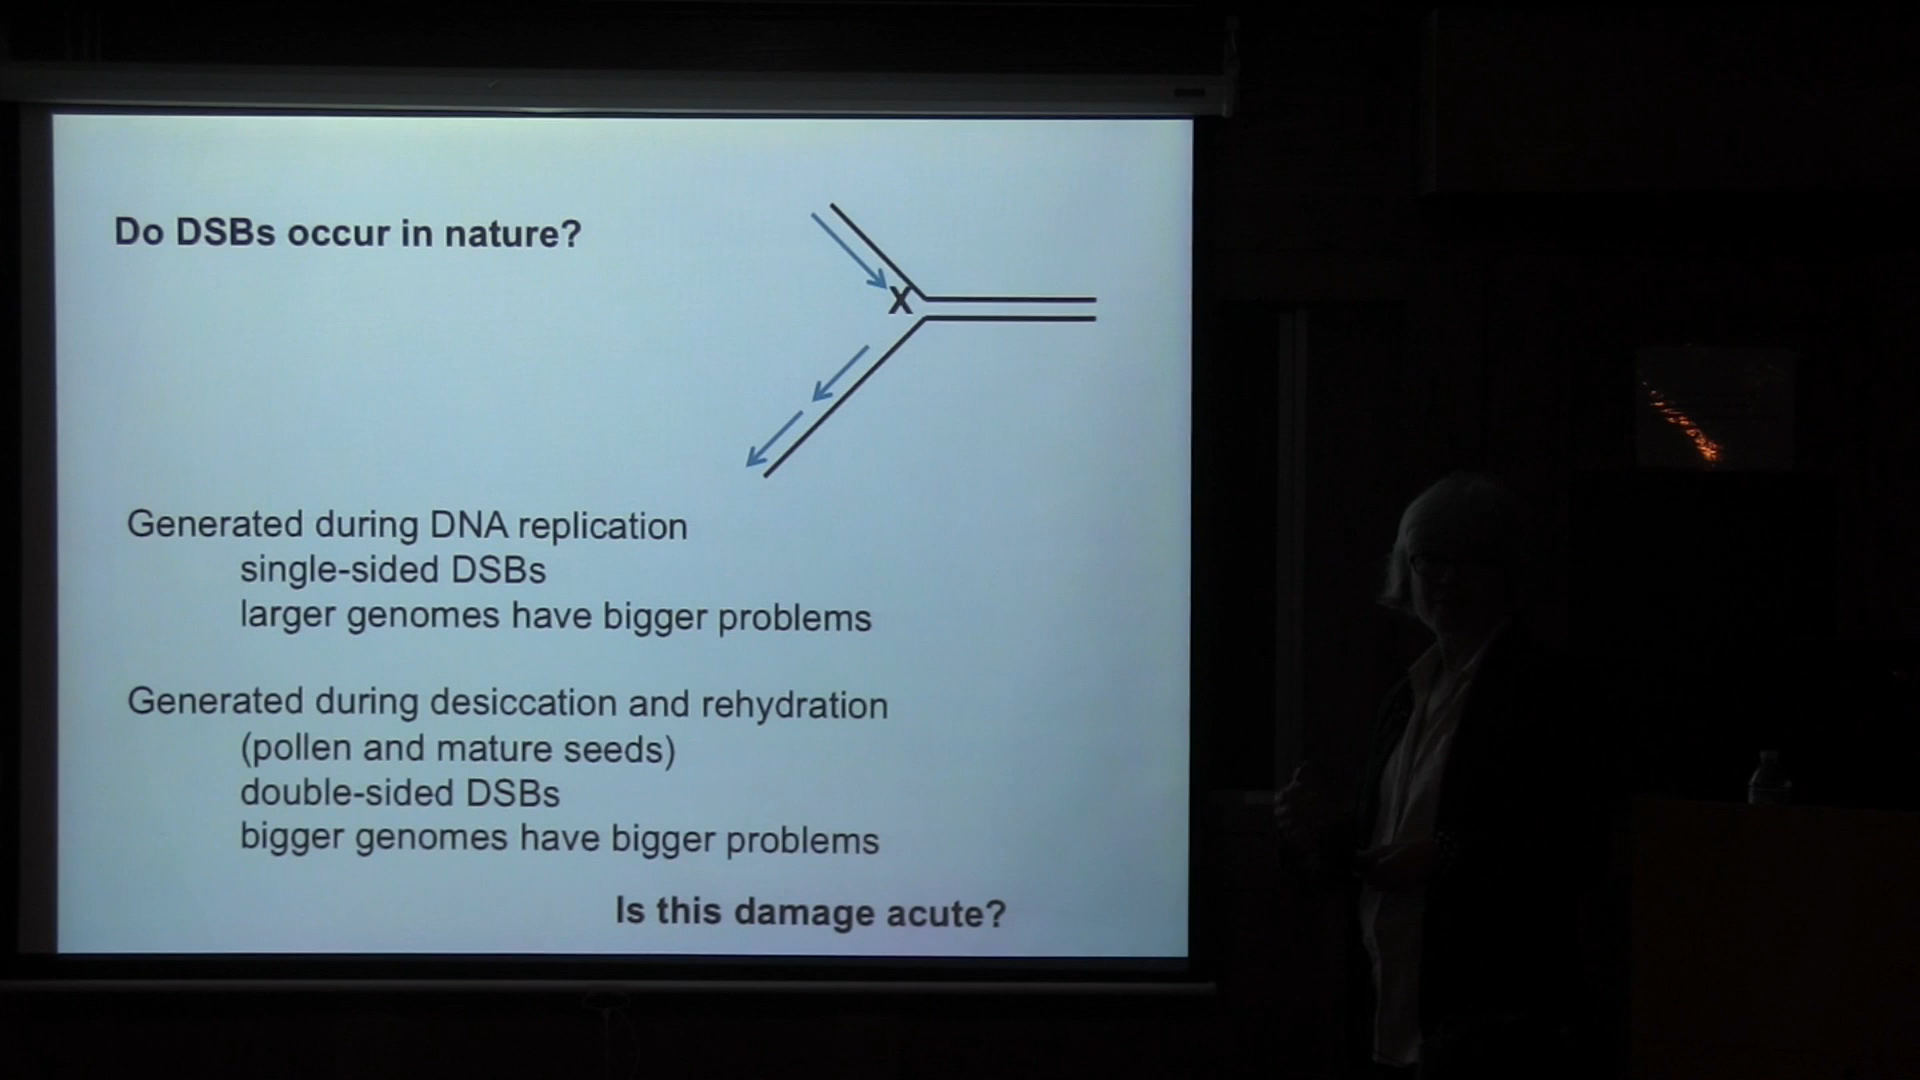 Do DSBs occur in nature?
X
Generated during DNA replication
single-sided DSBs
larger genomes have bigger problems
Generated during desiccation and rehydration
(pollen and mature seeds)
double-sided DSBs
bigger genomes have bigger problems
Is this damage acute?